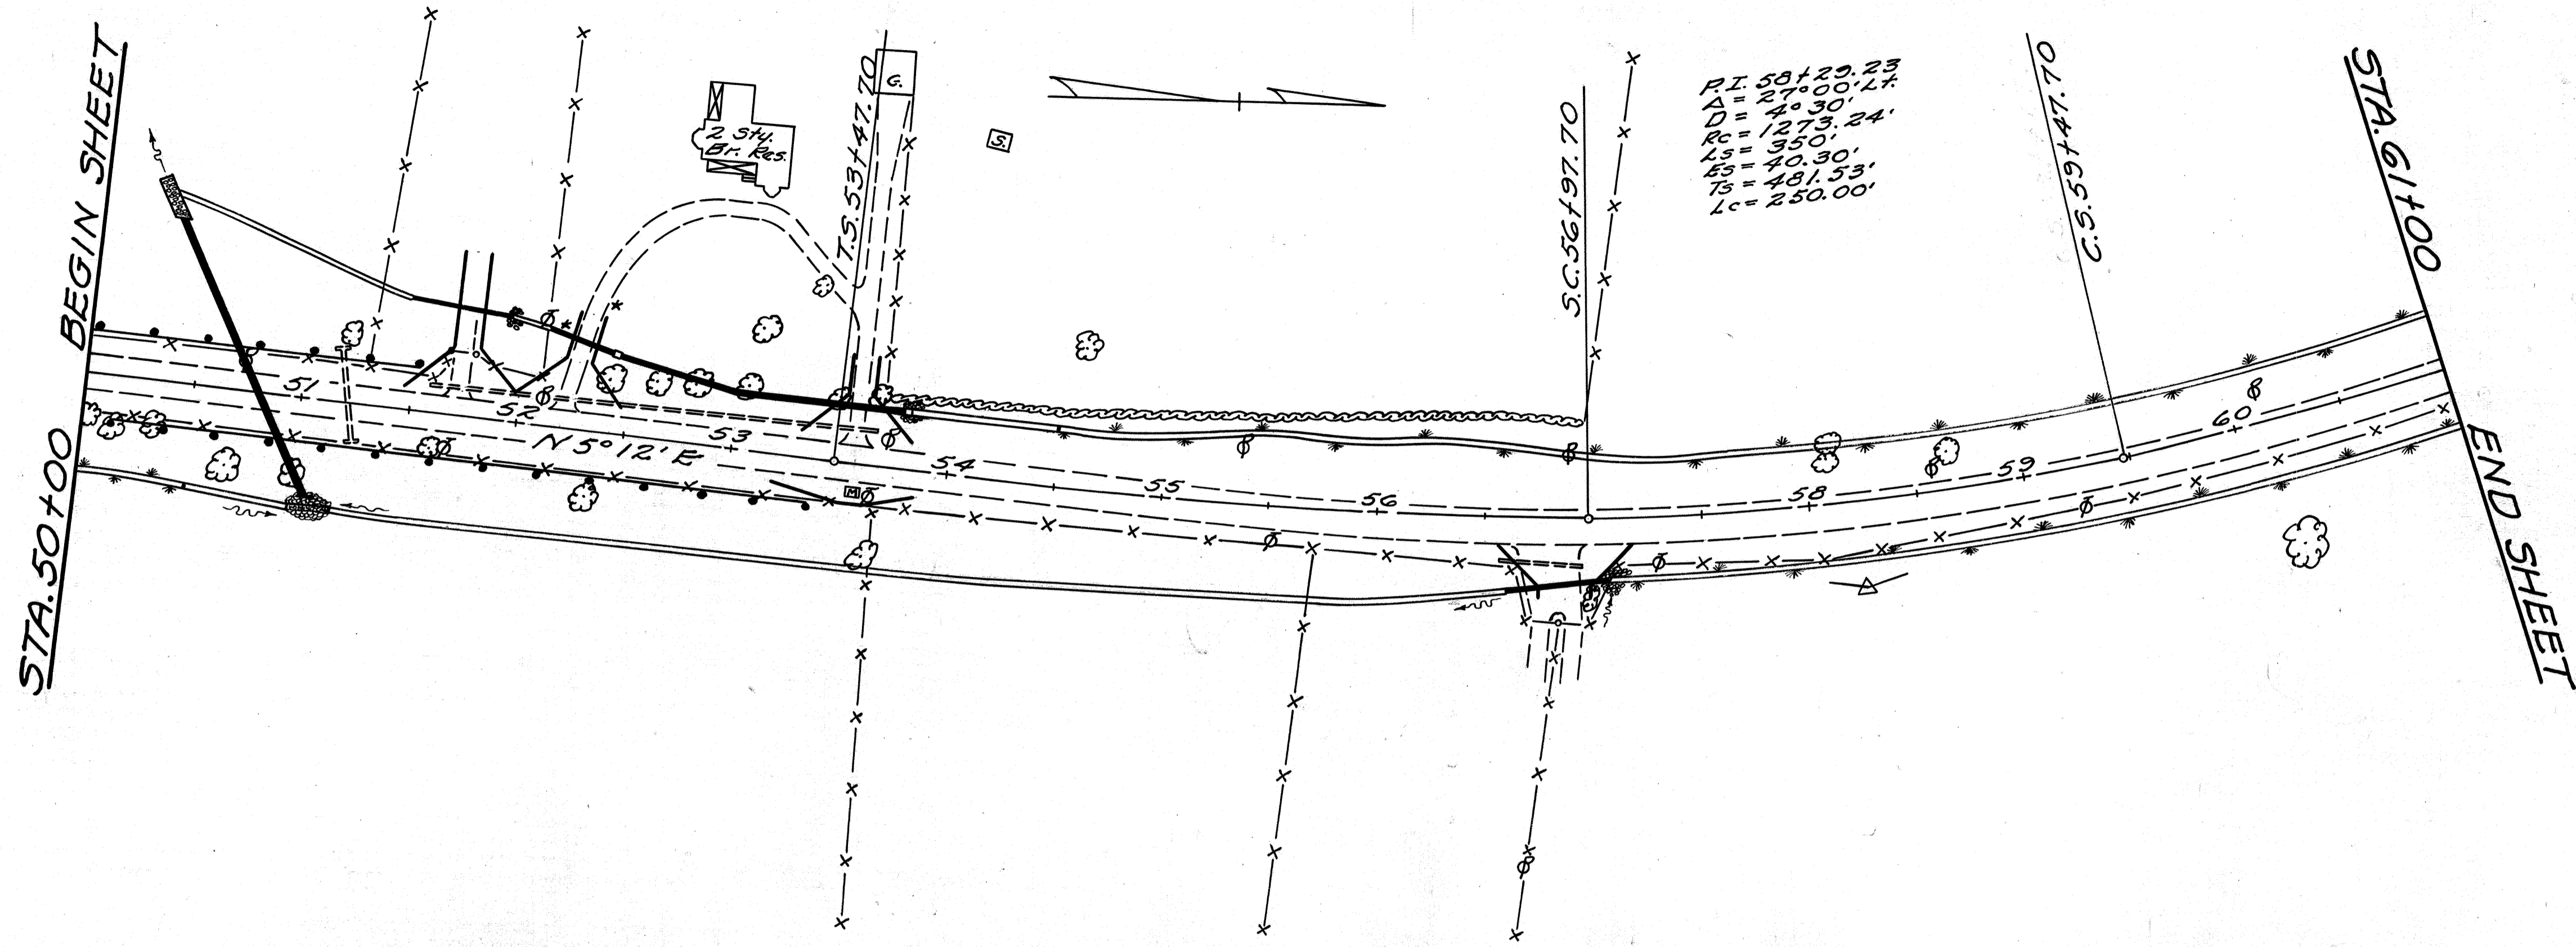 STA. 50+00 BEGIN SHEET
2 Sty.
Br. Res.
T.S. 53+47.70
G.
S.
S.C. 56+97.70
P.I. 58+29.23
Δ = 27°00' Lt.
D = 4°30'
Rc = 1273.24'
Ls = 350'
Es = 40.30'
Ts = 481.53'
Lc = 250.00'
C.S. 59+47.70
STA. 61+00
END SHEET
51
52
53
54
55
56
58
59
60
N 5°12' E
M